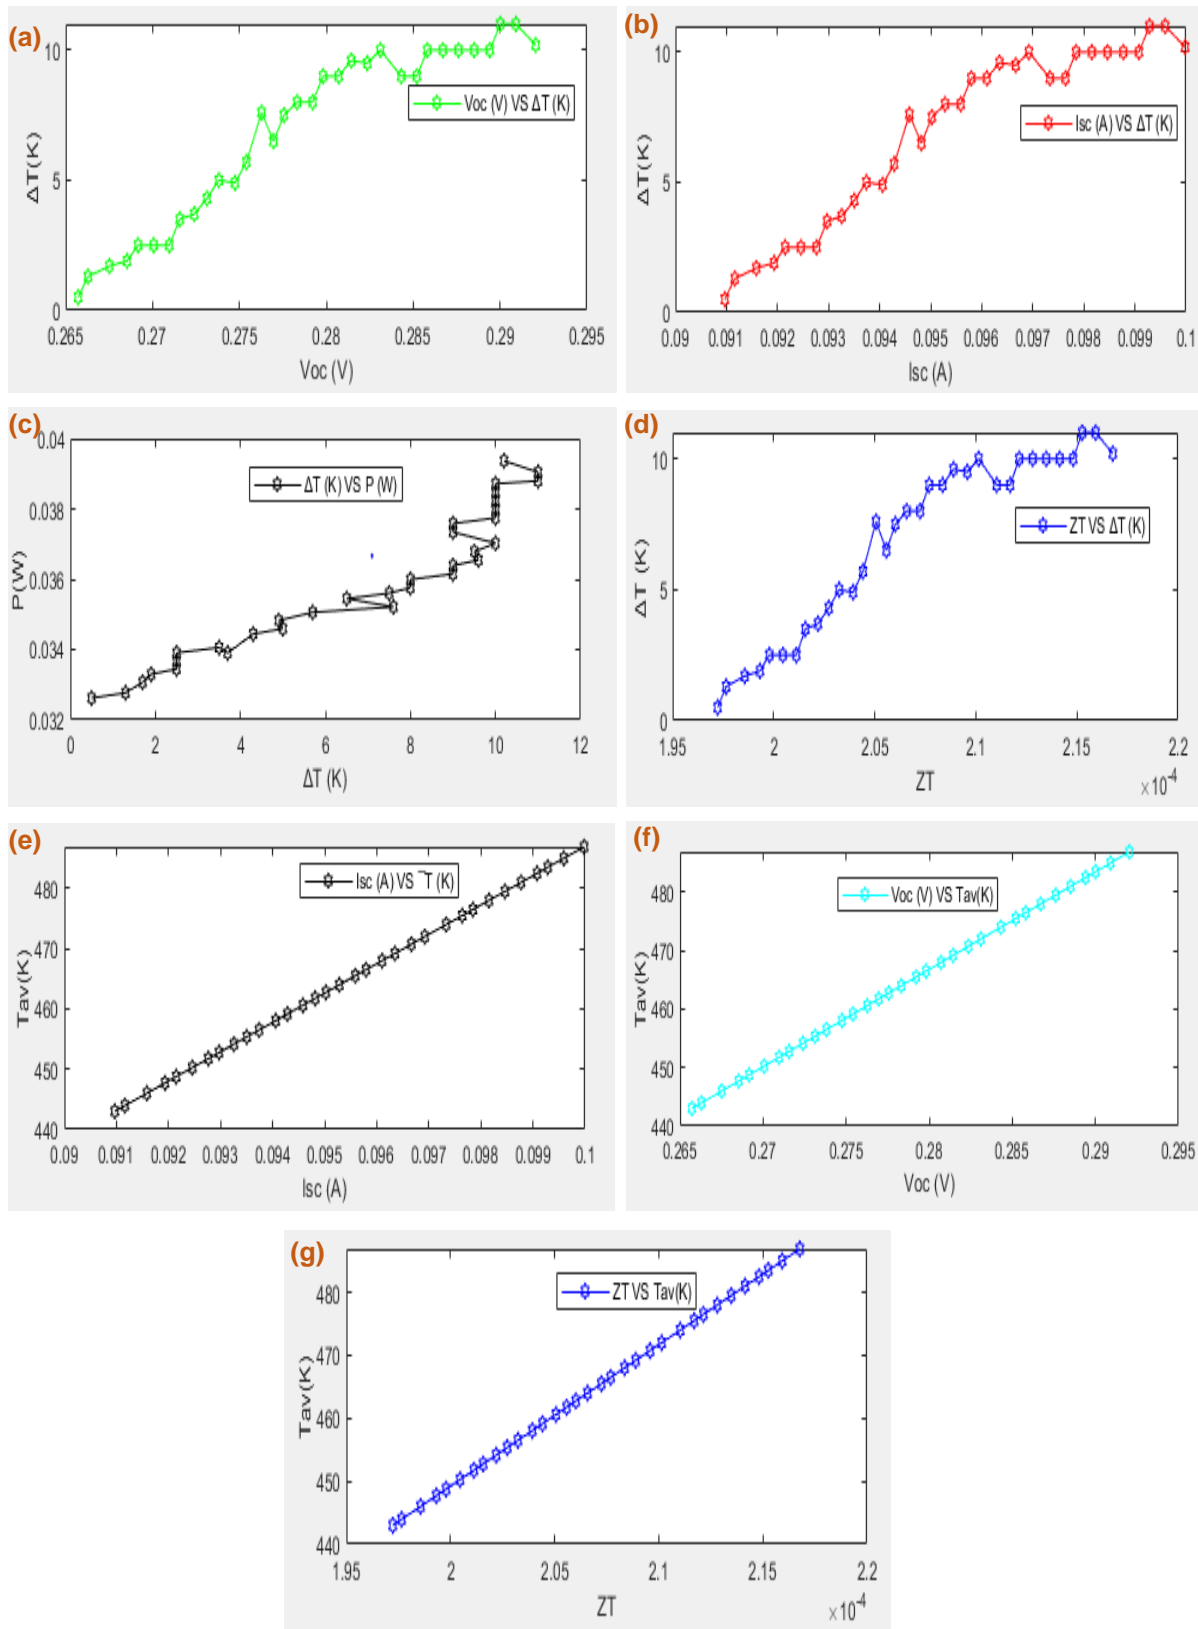 (a)
10
5
0
ΔT(K)
Voc (V) VS ΔT (K)
0.265 0.27 0.275 0.28 0.285 0.29 0.295
Voc (V)
(b)
10
5
0
ΔT(K)
Isc (A) VS ΔT (K)
0.09 0.091 0.092 0.093 0.094 0.095 0.096 0.097 0.098 0.099 0.1
Isc (A)
(c)
0.04
0.038
0.036
0.034
0.032
P(W)
ΔT (K) VS P (W)
0 2 4 6 8 10 12
ΔT (K)
(d)
10
5
0
ΔT (K)
ZT VS ΔT (K)
1.95 2 2.05 2.1 2.15 2.2
×10⁻⁴
ZT
(e)
480
470
460
450
440
Tav(K)
Isc (A) VS ¯T (K)
0.09 0.091 0.092 0.093 0.094 0.095 0.096 0.097 0.098 0.099 0.1
Isc (A)
(f)
480
470
460
450
440
Tav(K)
Voc (V) VS Tav(K)
0.265 0.27 0.275 0.28 0.285 0.29 0.295
Voc (V)
(g)
480
470
460
450
440
Tav(K)
ZT VS Tav(K)
1.95 2 2.05 2.1 2.15 2.2
×10⁻⁴
ZT